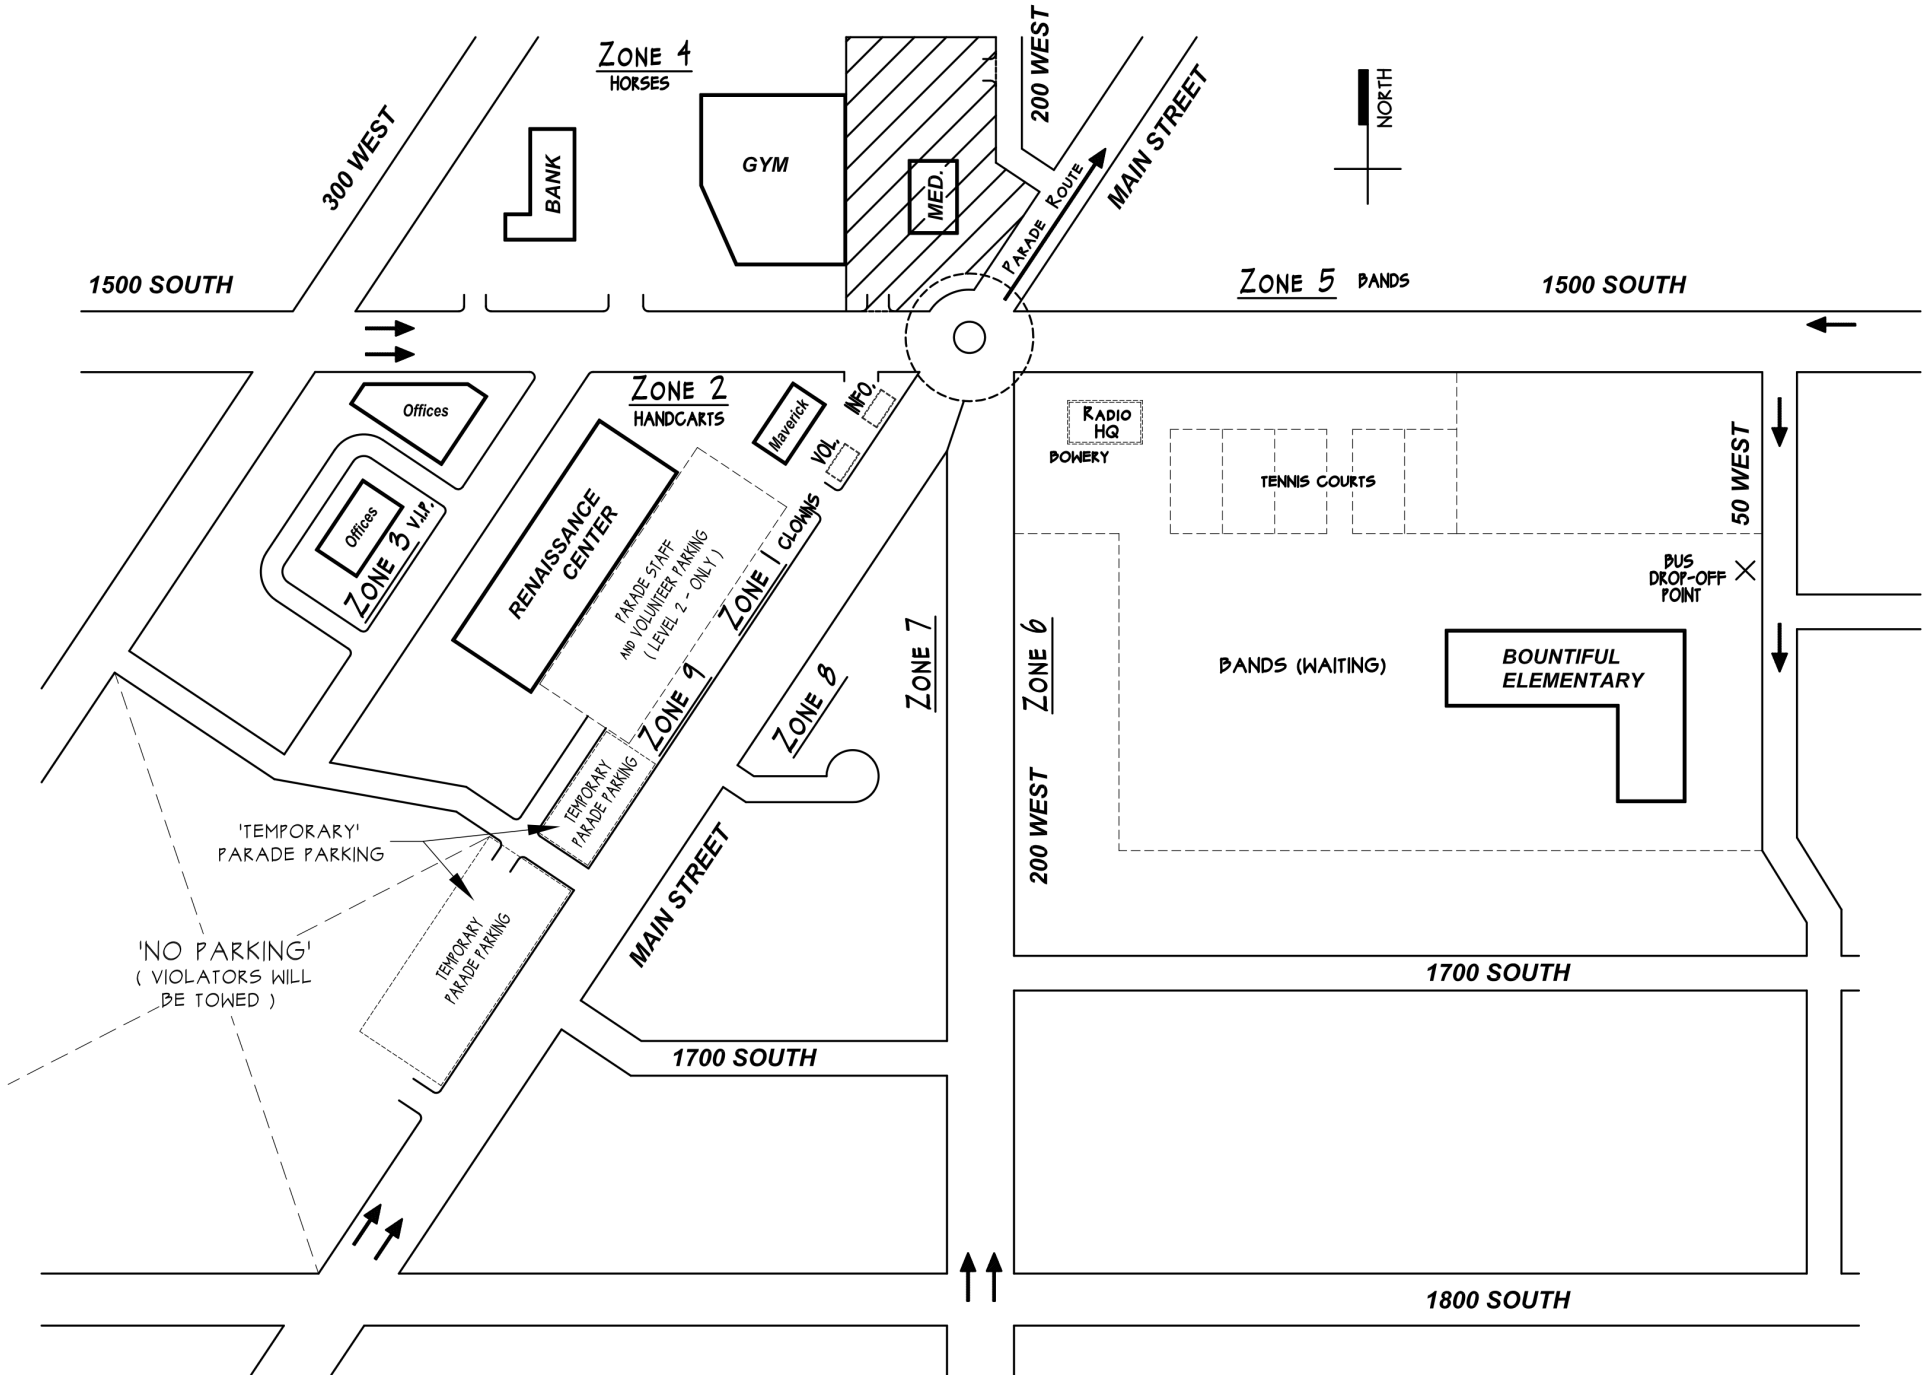 ZONE 4
HORSES
200 WEST
MAIN STREET
NORTH
300 WEST
BANK
GYM
MED.
PARADE ROUTE
1500 SOUTH
ZONE 5 BANDS
1500 SOUTH
Offices
ZONE 2
HANDCARTS
Maverick
INFO.
VOL.
RADIO
HQ
BOWERY
TENNIS COURTS
50 WEST
Offices
ZONE 3 V.I.P.
RENAISSANCE
CENTER
PARADE STAFF
AND VOLUNTEER PARKING
( LEVEL 2 - ONLY )
ZONE 1 CLOWNS
BUS
DROP-OFF
POINT
ZONE 9
ZONE 8
ZONE 7
ZONE 6
BANDS (WAITING)
BOUNTIFUL
ELEMENTARY
TEMPORARY
PARADE PARKING
'TEMPORARY'
PARADE PARKING
200 WEST
MAIN STREET
TEMPORARY
PARADE PARKING
'NO PARKING'
( VIOLATORS WILL
BE TOWED )
1700 SOUTH
1700 SOUTH
1800 SOUTH